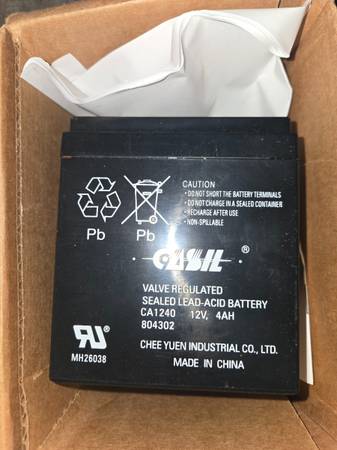 CAUTION :
•DO NOT SHORT THE BATTERY TERMINALS
•DO NOT CHARGE IN A SEALED CONTAINER
•RECHARGE AFTER USE
•NON-SPILLABLE
Pb Pb
CASIL ®
VALVE REGULATED
SEALED LEAD-ACID BATTERY
CA1240 12V, 4AH
804302
CHEE YUEN INDUSTRIAL CO., LTD.
MH26038
MADE IN CHINA